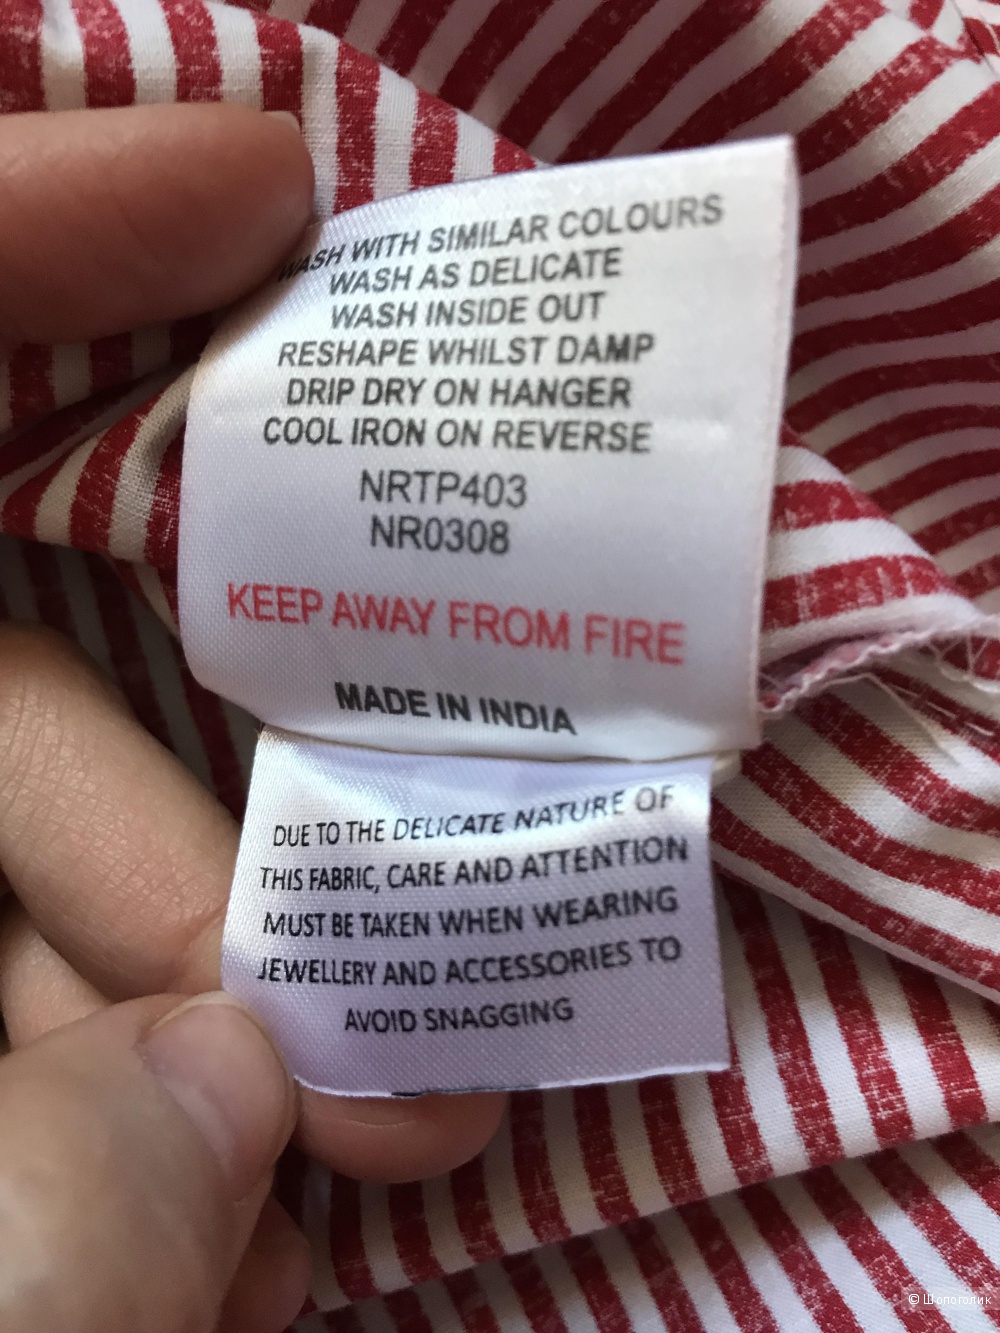 WASH WITH SIMILAR COLOURS
WASH AS DELICATE
WASH INSIDE OUT
RESHAPE WHILST DAMP
DRIP DRY ON HANGER
COOL IRON ON REVERSE
NRTP403
NR0308
KEEP AWAY FROM FIRE
MADE IN INDIA
DUE TO THE DELICATE NATURE OF
THIS FABRIC, CARE AND ATTENTION
MUST BE TAKEN WHEN WEARING
JEWELLERY AND ACCESSORIES TO
AVOID SNAGGING
© Шопоголик